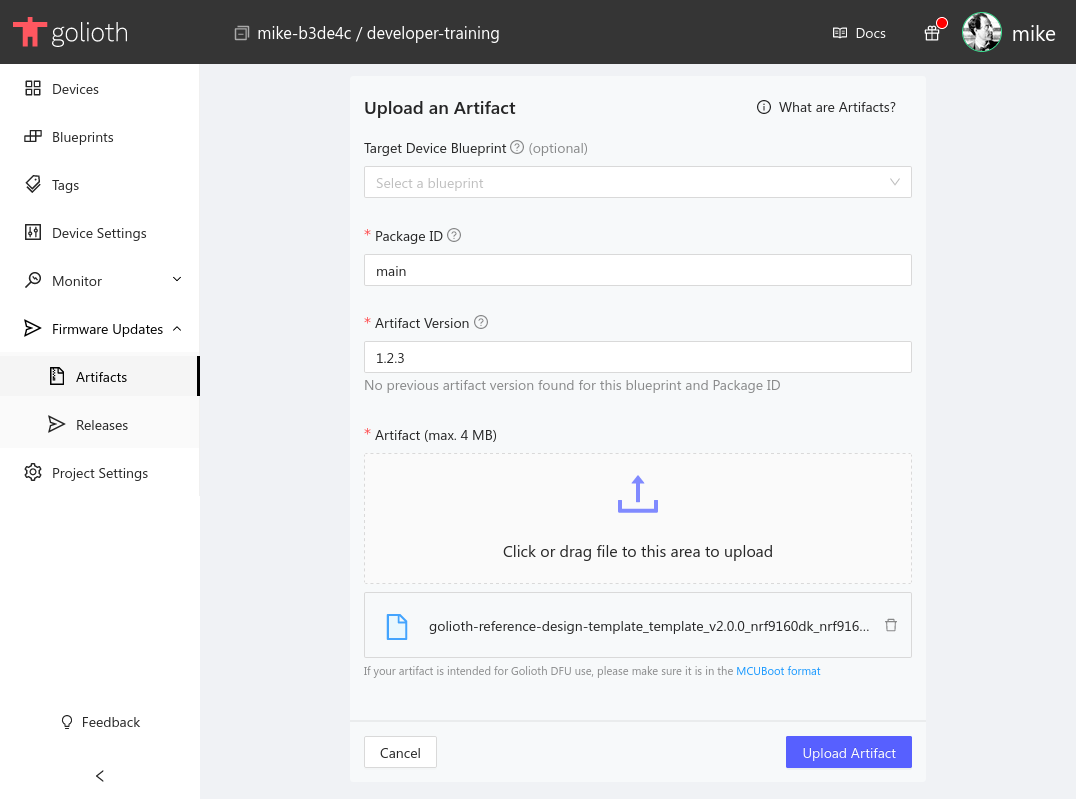 golioth
mike-b3de4c / developer-training
Docs
mike
Devices
Blueprints
Tags
Device Settings
Monitor
Firmware Updates
Artifacts
Releases
Project Settings
Feedback
Upload an Artifact
What are Artifacts?
Target Device Blueprint (optional)
Select a blueprint
* Package ID
main
* Artifact Version
1.2.3
No previous artifact version found for this blueprint and Package ID
* Artifact (max. 4 MB)
Click or drag file to this area to upload
golioth-reference-design-template_template_v2.0.0_nrf9160dk_nrf916...
If your artifact is intended for Golioth DFU use, please make sure it is in the MCUBoot format
Cancel
Upload Artifact